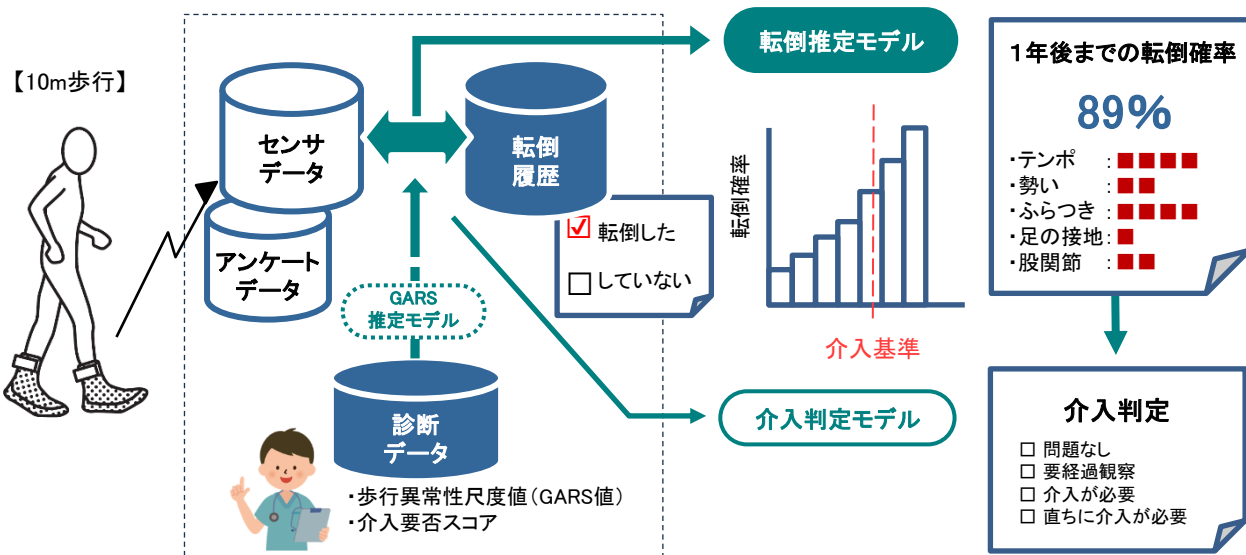 【10m歩行】
センサ
データ
アンケート
データ
転倒
履歴
転倒した
していない
GARS
推定モデル
診断
データ
・歩行異常性尺度値(GARS値)
・介入要否スコア
転倒推定モデル
転倒確率
介入基準
介入判定モデル
1年後までの転倒確率
89%
・テンポ :
・勢い :
・ふらつき :
・足の接地:
・股関節 :
介入判定
□ 問題なし
□ 要経過観察
□ 介入が必要
□ 直ちに介入が必要